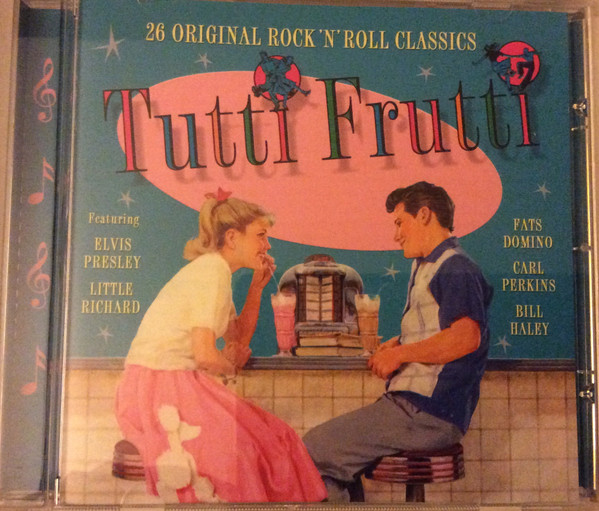 26 ORIGINAL ROCK 'N' ROLL CLASSICS
Tutti Frutti
Featuring
ELVIS
PRESLEY
LITTLE
RICHARD
FATS
DOMINO
CARL
PERKINS
BILL
HALEY